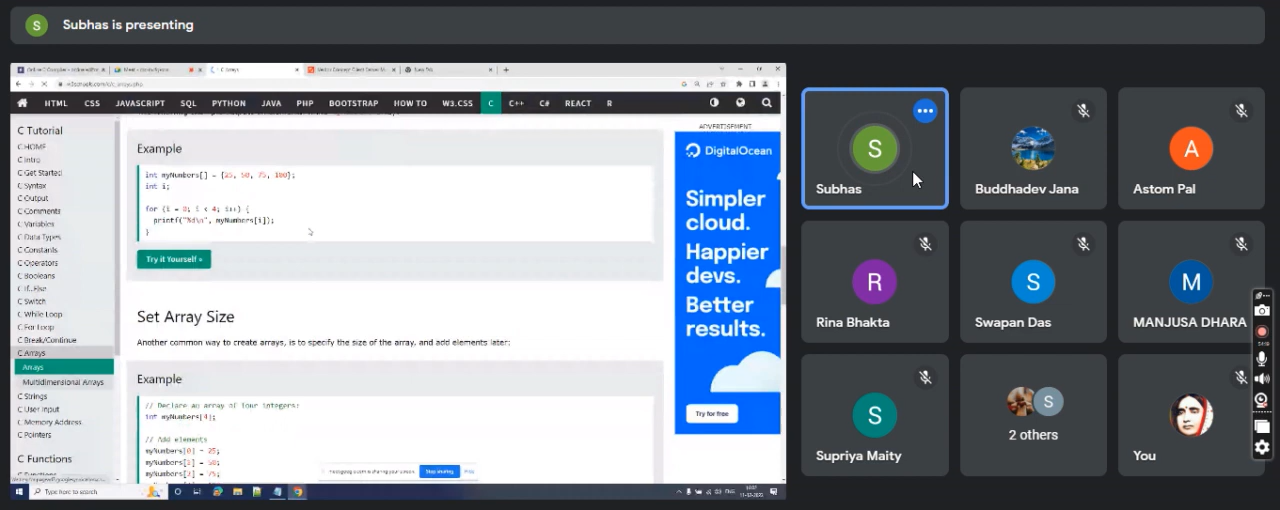 S Subhas is presenting
HTML CSS JAVASCRIPT SQL PYTHON JAVA PHP BOOTSTRAP HOW TO W3.CSS C C++ C# REACT R
C Tutorial
C HOME
C Intro
C Get Started
C Syntax
C Output
C Comments
C Variables
C Data Types
C Constants
C Operators
C Booleans
C If...Else
C Switch
C While Loop
C For Loop
C Break/Continue
C Arrays
Arrays
Multidimensional Arrays
C Strings
C User Input
C Memory Address
C Pointers
C Functions
Example
int myNumbers[] = {25, 50, 75, 100};
int i;
for (i = 0; i < 4; i++) {
printf("%d\n", myNumbers[i]);
}
Try it Yourself »
Set Array Size
Another common way to create arrays, is to specify the size of the array, and add elements later:
Example
// Declare an array of four integers:
int myNumbers[4];
// Add elements
myNumbers[0] = 25;
myNumbers[1] = 50;
myNumbers[2] = 75;
Stop sharing Hide
ADVERTISEMENT
DigitalOcean
Simpler
cloud.
Happier
devs.
Better
results.
Try for free
Type here to search
S
Subhas
Buddhadev Jana
A
Astom Pal
R
Rina Bhakta
S
Swapan Das
M
MANJUSA DHARA
S
Supriya Maity
S
2 others
You